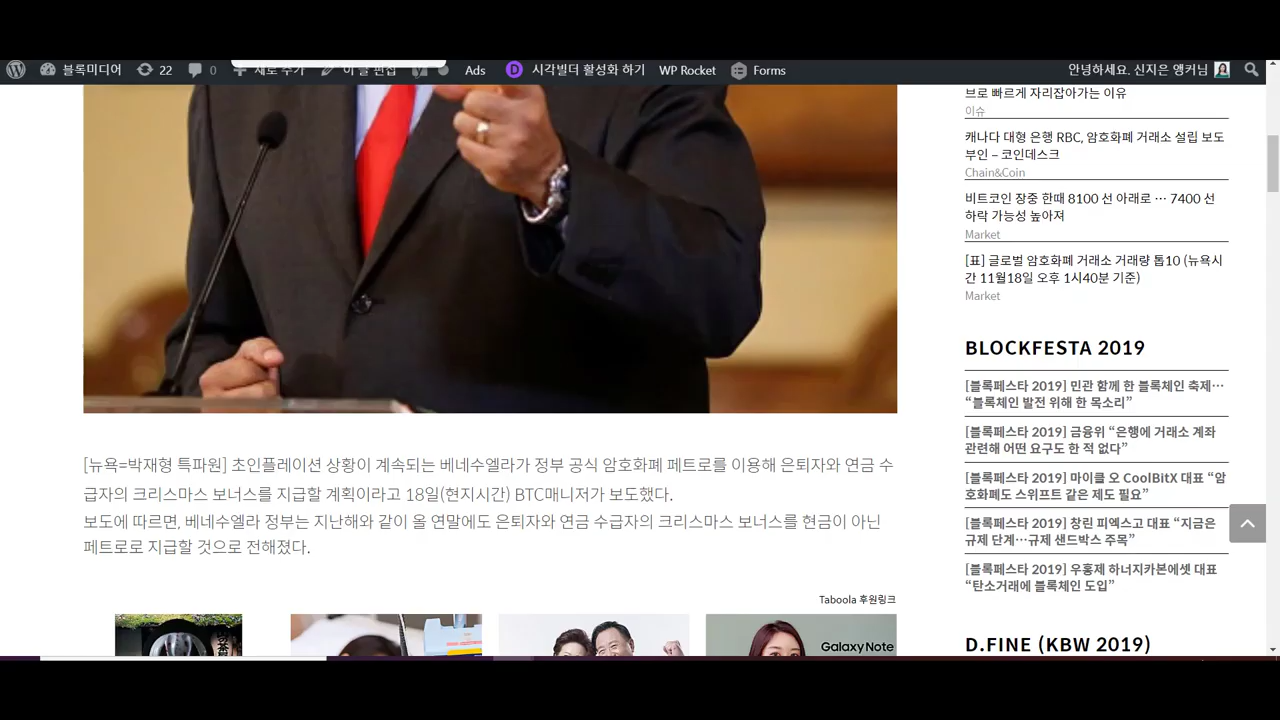 블록미디어 22 0 새로 추가 이 글 편집 Ads D 시각빌더 활성화 하기 WP Rocket Forms 안녕하세요. 신지은 앵커님
브로 빠르게 자리잡아가는 이유
이슈
캐나다 대형 은행 RBC, 암호화폐 거래소 설립 보도
부인 – 코인데스크
Chain&Coin
비트코인 장중 한때 8100 선 아래로 … 7400 선
하락 가능성 높아져
Market
[표] 글로벌 암호화폐 거래소 거래량 톱10 (뉴욕시
간 11월18일 오후 1시40분 기준)
Market
BLOCKFESTA 2019
[블록페스타 2019] 민관 함께 한 블록체인 축제…
“블록체인 발전 위해 한 목소리”
[블록페스타 2019] 금융위 “은행에 거래소 계좌
관련해 어떤 요구도 한 적 없다”
[블록페스타 2019] 마이클 오 CoolBitX 대표 “암
호화폐도 스위프트 같은 제도 필요”
[블록페스타 2019] 창린 피엑스고 대표 “지금은
규제 단계…규제 샌드박스 주목”
[블록페스타 2019] 우홍제 하너지카본에셋 대표
“탄소거래에 블록체인 도입”
D.FINE (KBW 2019)
[뉴욕=박재형 특파원] 초인플레이션 상황이 계속되는 베네수엘라가 정부 공식 암호화폐 페트로를 이용해 은퇴자와 연금 수
급자의 크리스마스 보너스를 지급할 계획이라고 18일(현지시간) BTC매니저가 보도했다.
보도에 따르면, 베네수엘라 정부는 지난해와 같이 올 연말에도 은퇴자와 연금 수급자의 크리스마스 보너스를 현금이 아닌
페트로로 지급할 것으로 전해졌다.
Taboola 후원링크
Galaxy Note